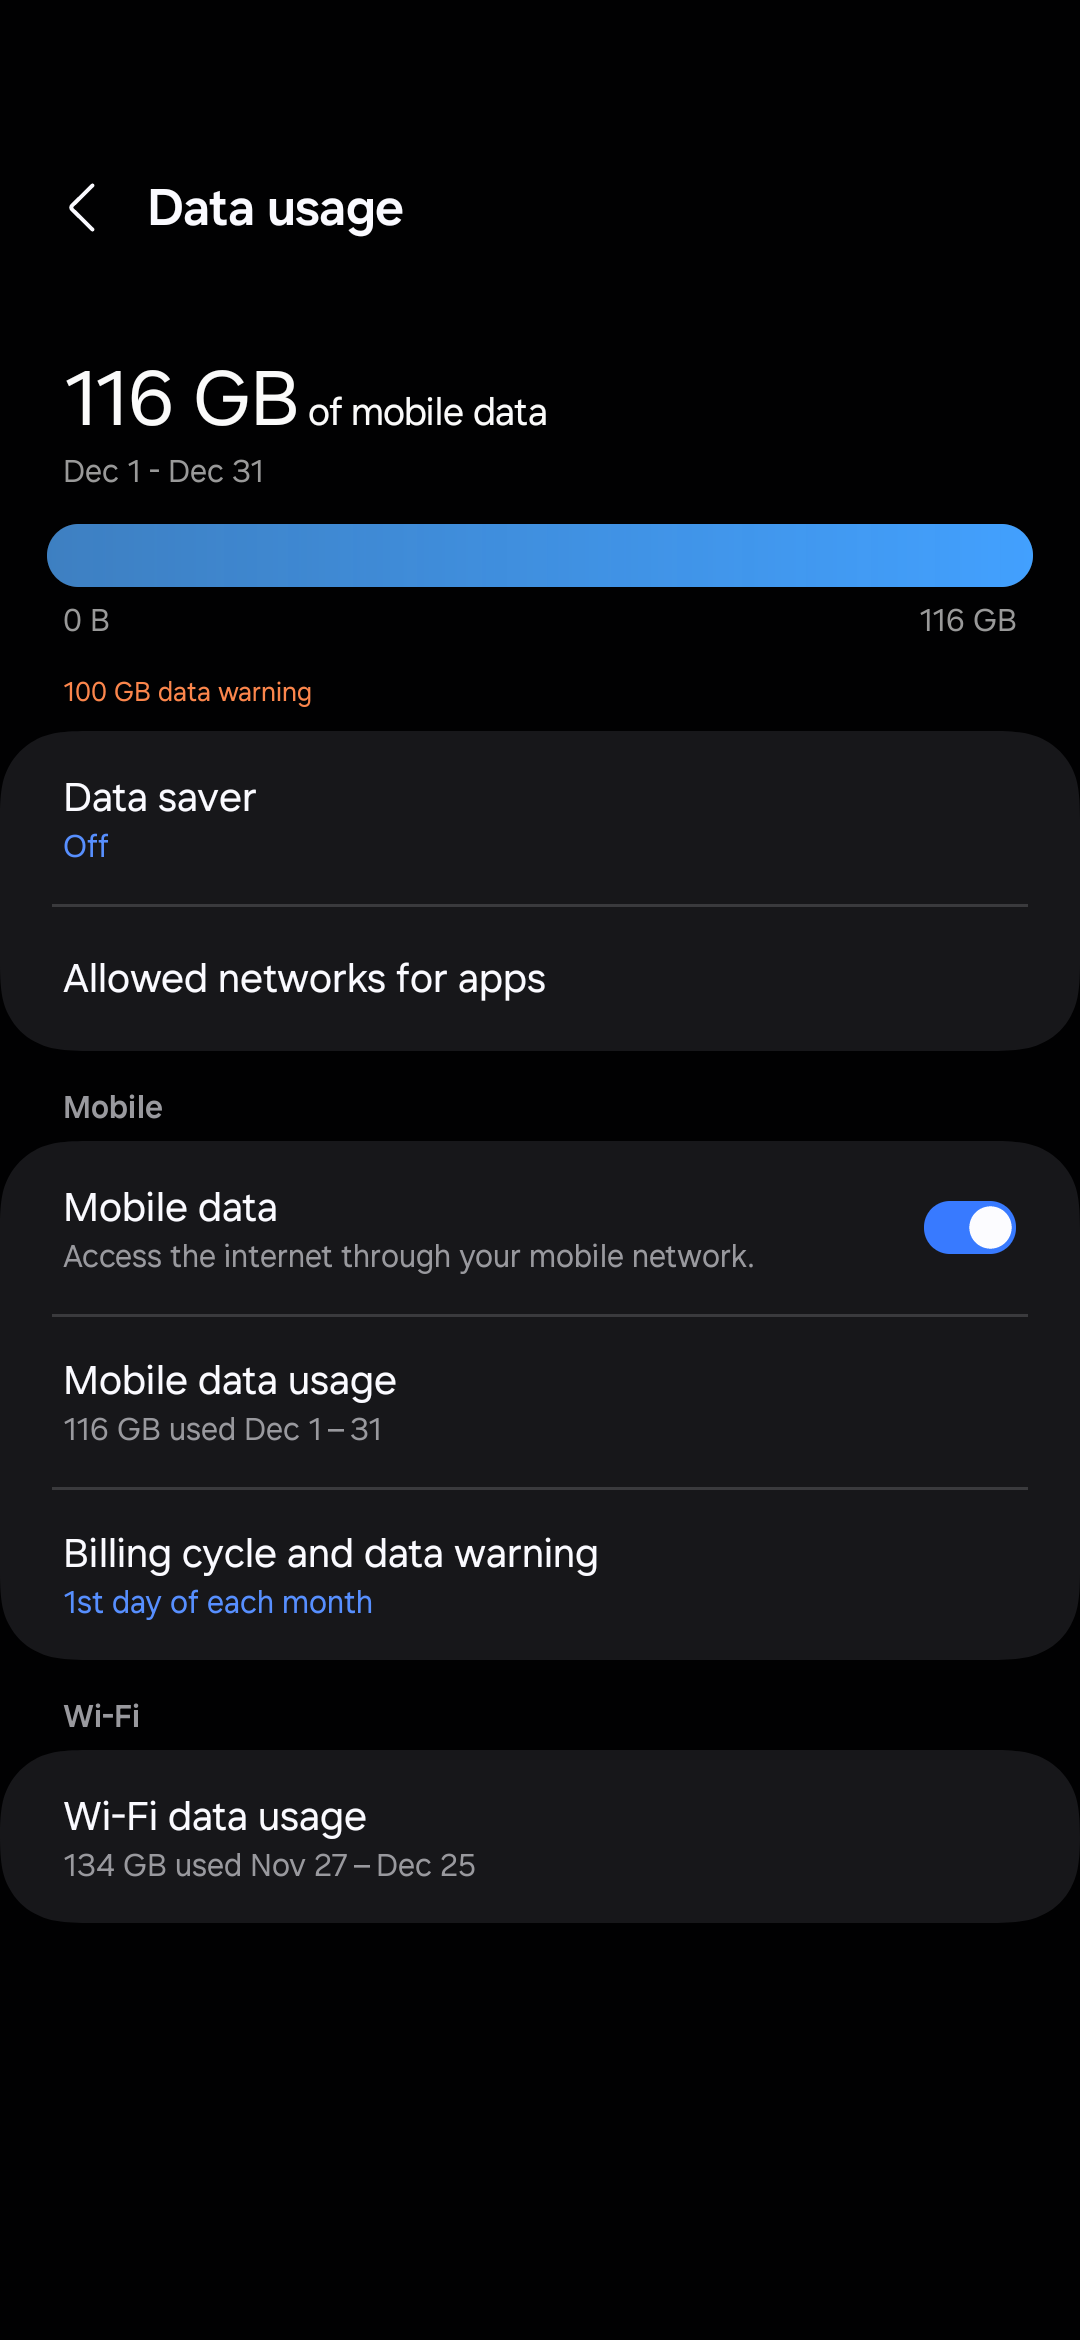 Data usage
116 GB of mobile data
Dec 1 - Dec 31
0 B 116 GB
100 GB data warning
Data saver
Off
Allowed networks for apps
Mobile
Mobile data
Access the internet through your mobile network.
Mobile data usage
116 GB used Dec 1 – 31
Billing cycle and data warning
1st day of each month
Wi-Fi
Wi-Fi data usage
134 GB used Nov 27 – Dec 25